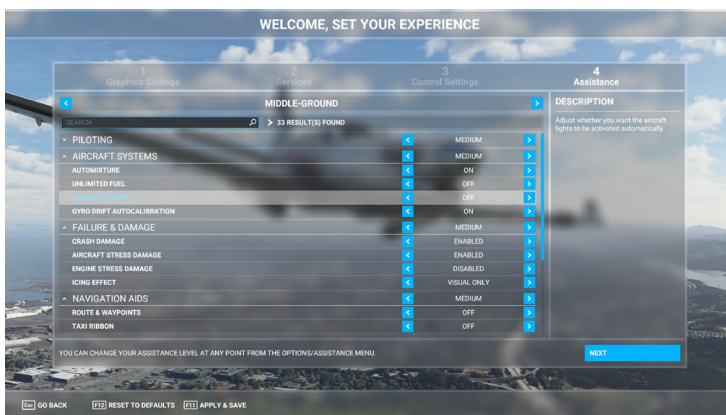 WELCOME, SET YOUR EXPERIENCE
1
Graphics Settings
2
Services
3
Control Settings
4
Assistance
MIDDLE-GROUND
SEARCH
33 RESULT(S) FOUND
PILOTING MEDIUM
AIRCRAFT SYSTEMS MEDIUM
AUTOMIXTURE ON
UNLIMITED FUEL OFF
AIRCRAFT LIGHTS OFF
GYRO DRIFT AUTOCALIBRATION ON
FAILURE & DAMAGE MEDIUM
CRASH DAMAGE ENABLED
AIRCRAFT STRESS DAMAGE ENABLED
ENGINE STRESS DAMAGE DISABLED
ICING EFFECT VISUAL ONLY
NAVIGATION AIDS MEDIUM
ROUTE & WAYPOINTS OFF
TAXI RIBBON OFF
DESCRIPTION
Adjust whether you want the aircraft
lights to be activated automatically.
YOU CAN CHANGE YOUR ASSISTANCE LEVEL AT ANY POINT FROM THE OPTIONS/ASSISTANCE MENU.
NEXT
Esc GO BACK F12 RESET TO DEFAULTS F11 APPLY & SAVE